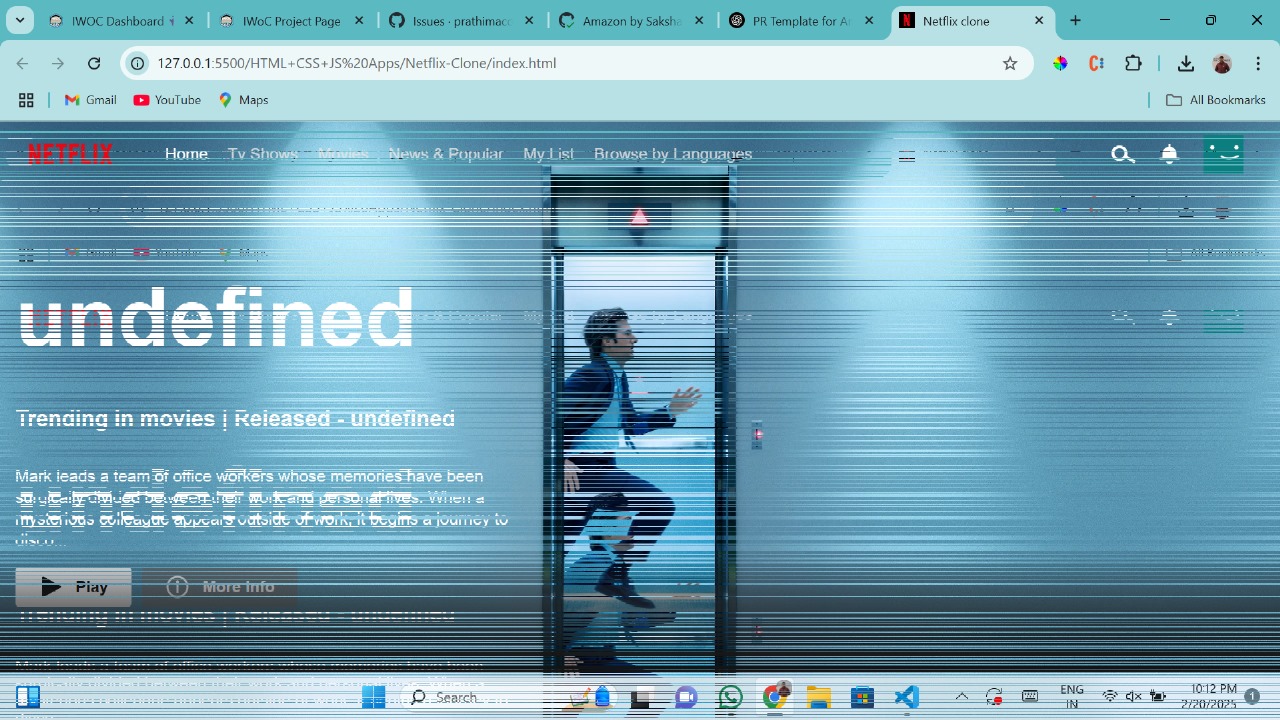 IWOC Dashboard
IWoC Project Page
Issues · prathimacc
Amazon by Saksha
PR Template for A
Netflix clone
127.0.0.1:5500/HTML+CSS+JS%20Apps/Netflix-Clone/index.html
Gmail
YouTube
Maps
All Bookmarks
NETFLIX
Home
Tv Shows
Movies
News & Popular
My List
Browse by Languages
undefined
Trending in movies | Released - undefined
Mark leads a team of office workers whose memories have been
surgically divided between their work and personal lives. When a
mysterious colleague appears outside of work, it begins a journey to
disco...
Play
More Info
Search
ENG
IN
10:12 PM
2/20/2025
1